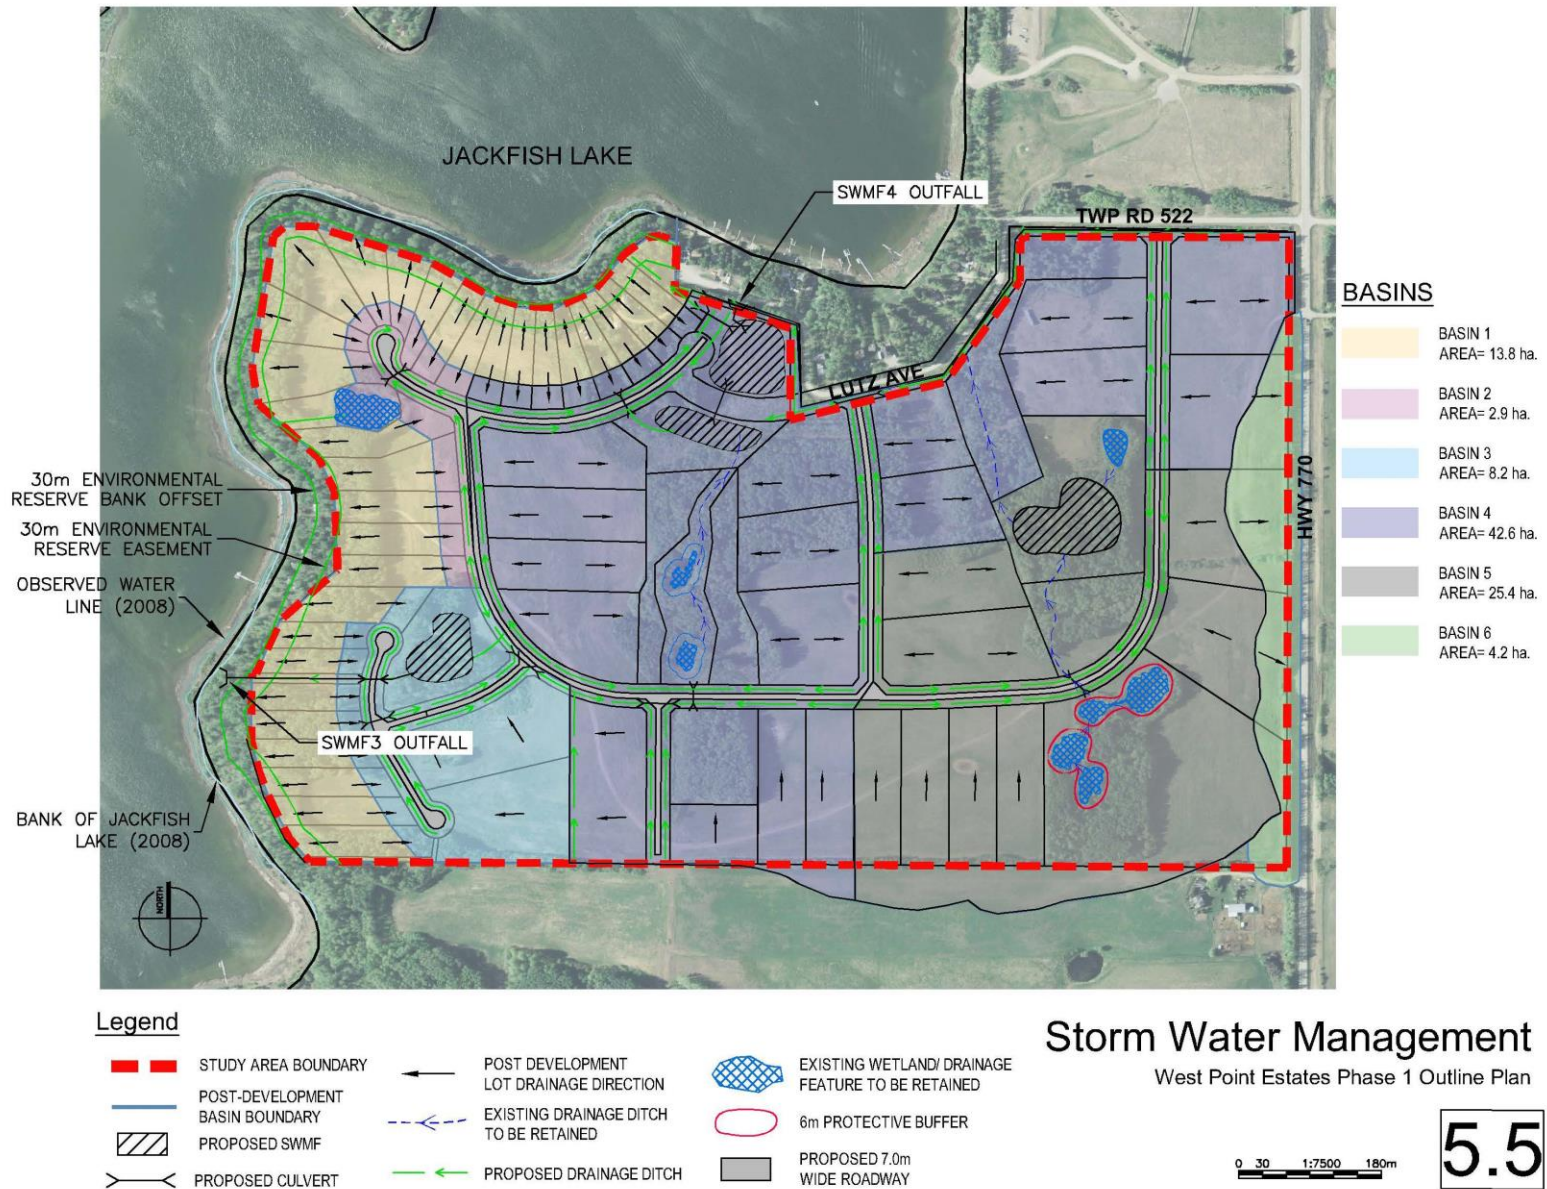 JACKFISH LAKE
SWMF4 OUTFALL
TWP RD 522
LUTZ AVE
HWY 770
30m ENVIRONMENTAL
RESERVE BANK OFFSET
30m ENVIRONMENTAL
RESERVE EASEMENT
OBSERVED WATER
LINE (2008)
SWMF3 OUTFALL
BANK OF JACKFISH
LAKE (2008)
NORTH
BASINS
BASIN 1
AREA= 13.8 ha.
BASIN 2
AREA= 2.9 ha.
BASIN 3
AREA= 8.2 ha.
BASIN 4
AREA= 42.6 ha.
BASIN 5
AREA= 25.4 ha.
BASIN 6
AREA= 4.2 ha.
Legend
STUDY AREA BOUNDARY
POST-DEVELOPMENT
BASIN BOUNDARY
PROPOSED SWMF
PROPOSED CULVERT
POST DEVELOPMENT
LOT DRAINAGE DIRECTION
EXISTING DRAINAGE DITCH
TO BE RETAINED
PROPOSED DRAINAGE DITCH
EXISTING WETLAND/ DRAINAGE
FEATURE TO BE RETAINED
6m PROTECTIVE BUFFER
PROPOSED 7.0m
WIDE ROADWAY
Storm Water Management
West Point Estates Phase 1 Outline Plan
0 30 1:7500 180m
5.5